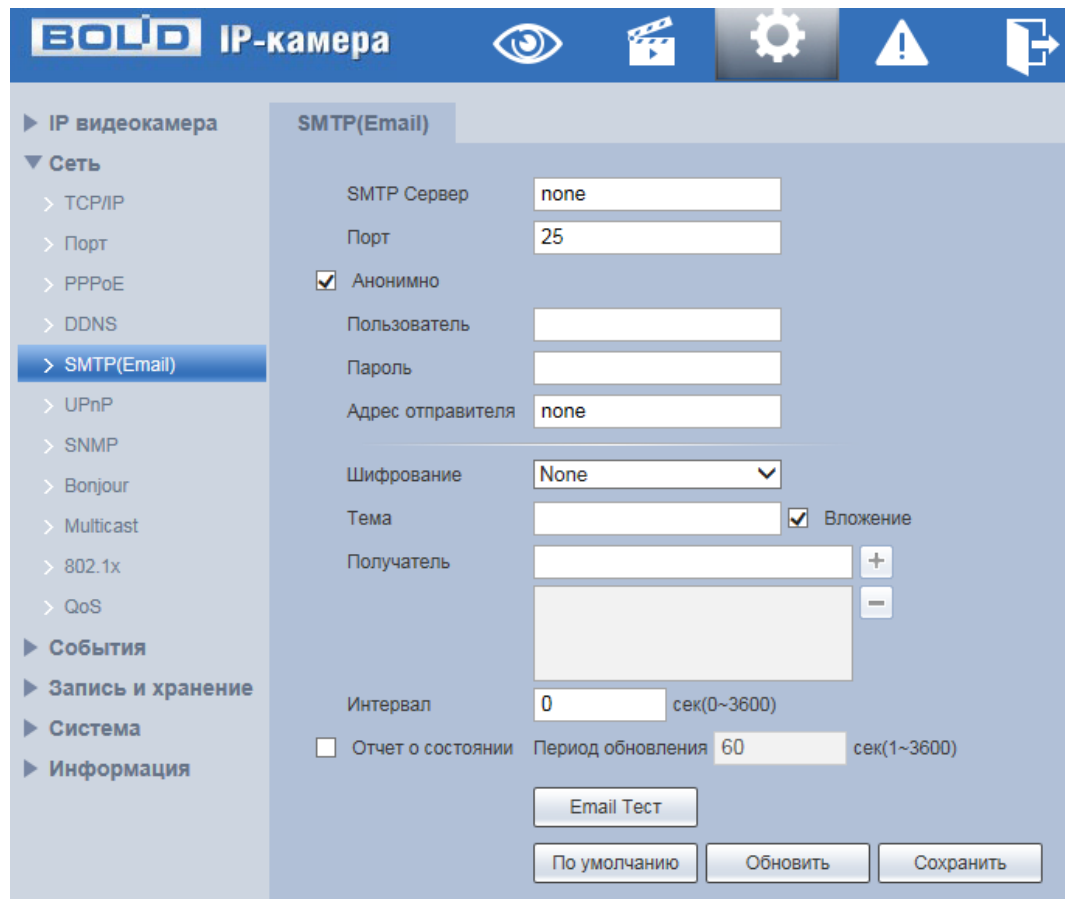 BOLID IP-камера
IP видеокамера
Сеть
TCP/IP
Порт
PPPoE
DDNS
SMTP(Email)
UPnP
SNMP
Bonjour
Multicast
802.1x
QoS
События
Запись и хранение
Система
Информация
SMTP(Email)
SMTP Сервер none
Порт 25
Анонимно
Пользователь
Пароль
Адрес отправителя none
Шифрование None
Тема Вложение
Получатель
Интервал 0 сек(0~3600)
Отчет о состоянии Период обновления 60 сек(1~3600)
Email Тест
По умолчанию Обновить Сохранить